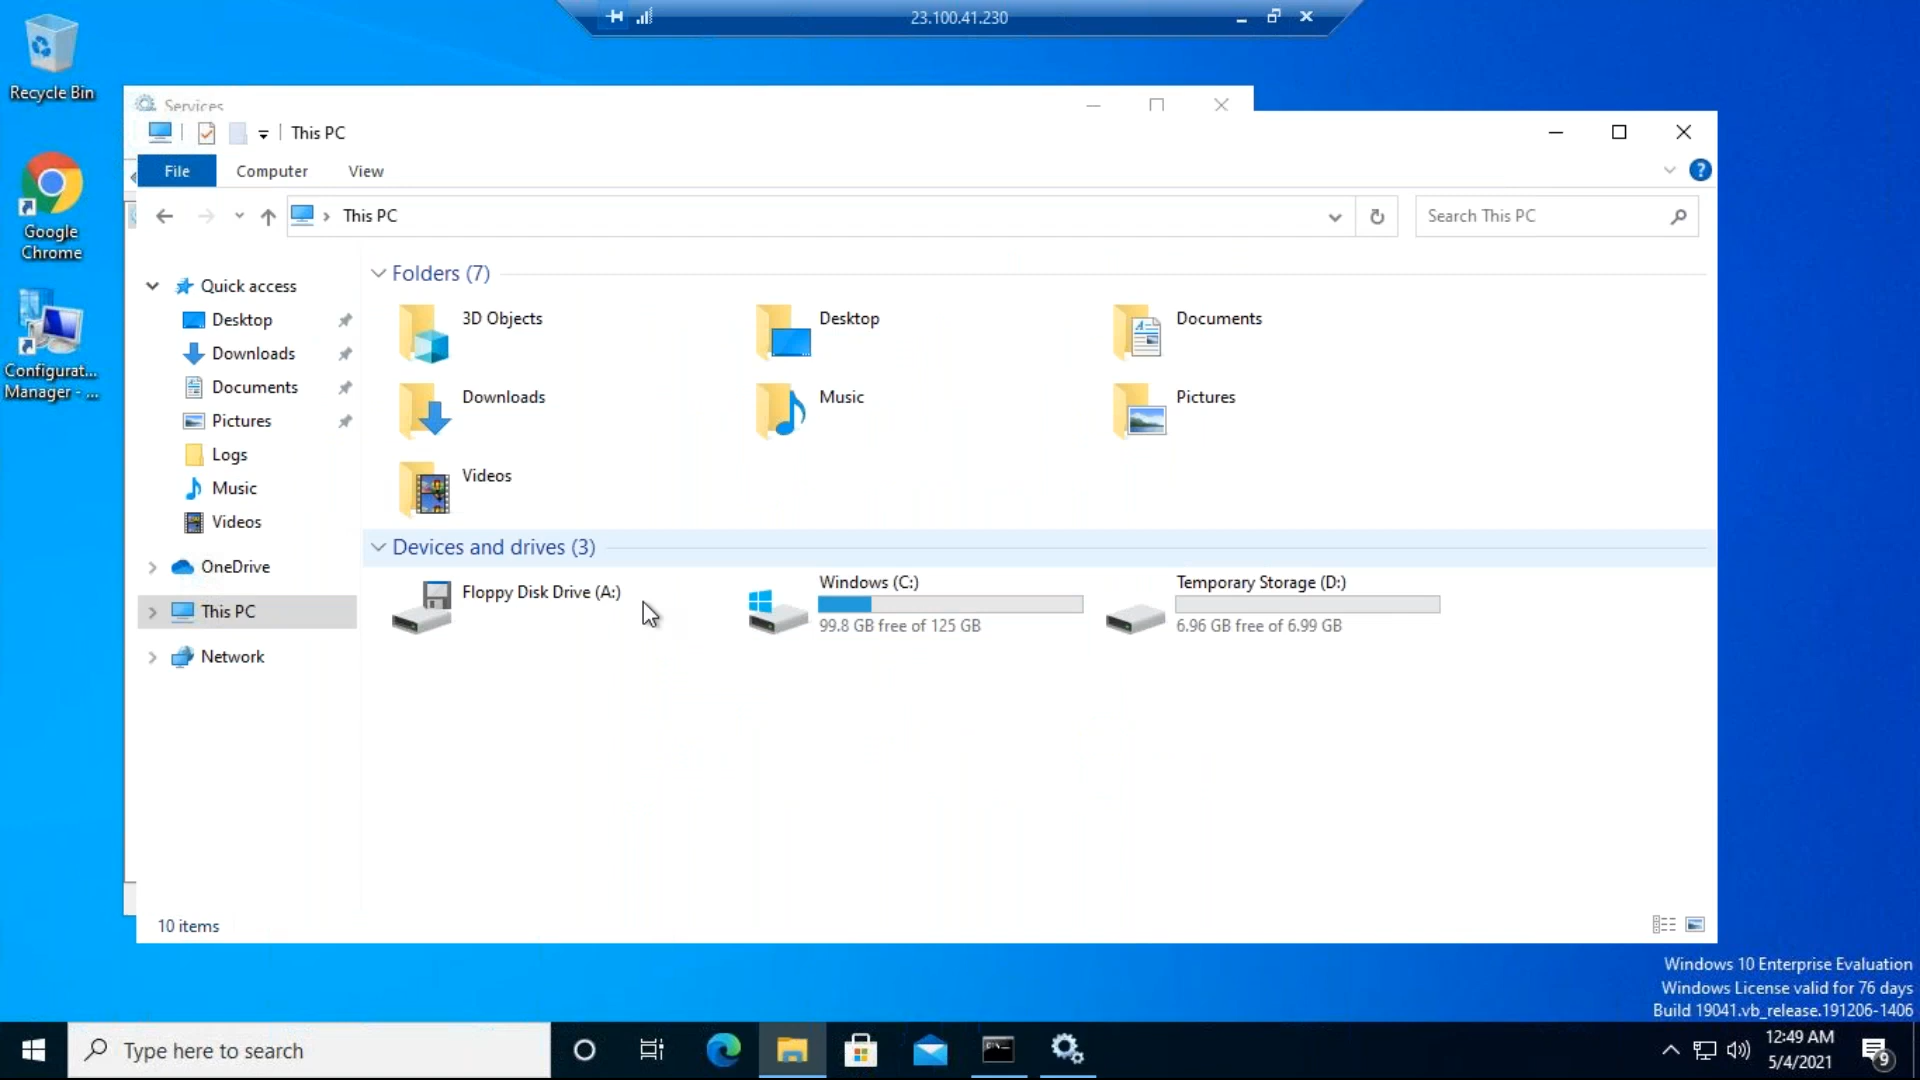 23.100.41.230
Recycle Bin
Google
Chrome
Configurat...
Manager - ...
Services
This PC
File
Computer
View
This PC
Search This PC
Quick access
Desktop
Downloads
Documents
Pictures
Logs
Music
Videos
OneDrive
This PC
Network
Folders (7)
3D Objects
Desktop
Documents
Downloads
Music
Pictures
Videos
Devices and drives (3)
Floppy Disk Drive (A:)
Windows (C:)
99.8 GB free of 125 GB
Temporary Storage (D:)
6.96 GB free of 6.99 GB
10 items
Windows 10 Enterprise Evaluation
Windows License valid for 76 days
Build 19041.vb_release.191206-1406
Type here to search
12:49 AM
5/4/2021
9